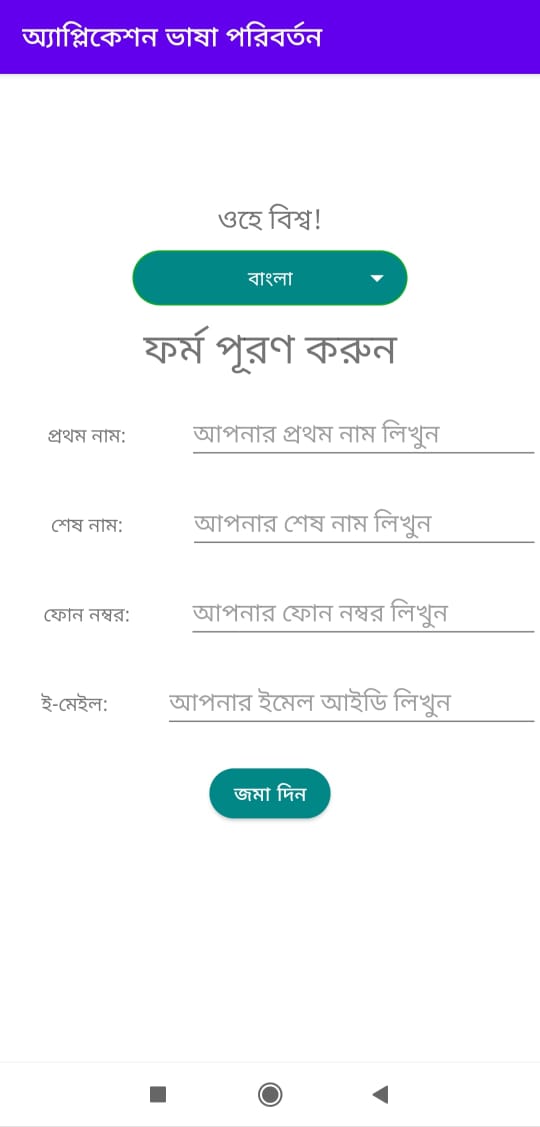 অ্যাপ্লিকেশন ভাষা পরিবর্তন
ওহে বিশ্ব!
বাংলা
ফর্ম পূরণ করুন
প্রথম নাম: আপনার প্রথম নাম লিখুন
শেষ নাম: আপনার শেষ নাম লিখুন
ফোন নম্বর: আপনার ফোন নম্বর লিখুন
ই-মেইল: আপনার ইমেল আইডি লিখুন
জমা দিন